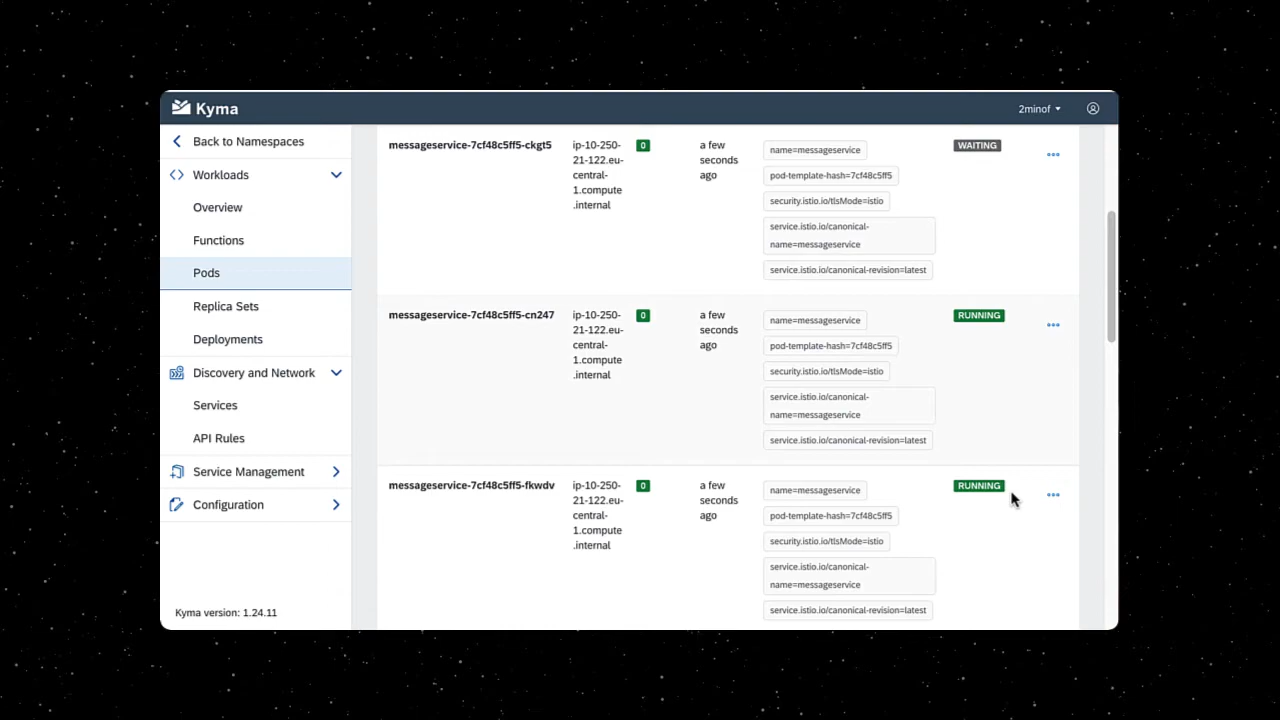 Kyma
2minof
Back to Namespaces
Workloads
Overview
Functions
Pods
Replica Sets
Deployments
Discovery and Network
Services
API Rules
Service Management
Configuration
Kyma version: 1.24.11
messageservice-7cf48c5ff5-ckgt5
ip-10-250-
21-122.eu-
central-
1.compute
.internal
0
a few
seconds
ago
name=messageservice
pod-template-hash=7cf48c5ff5
security.istio.io/tlsMode=istio
service.istio.io/canonical-
name=messageservice
service.istio.io/canonical-revision=latest
WAITING
messageservice-7cf48c5ff5-cn247
ip-10-250-
21-122.eu-
central-
1.compute
.internal
0
a few
seconds
ago
name=messageservice
pod-template-hash=7cf48c5ff5
security.istio.io/tlsMode=istio
service.istio.io/canonical-
name=messageservice
service.istio.io/canonical-revision=latest
RUNNING
messageservice-7cf48c5ff5-fkwdv
ip-10-250-
21-122.eu-
central-
1.compute
.internal
0
a few
seconds
ago
name=messageservice
pod-template-hash=7cf48c5ff5
security.istio.io/tlsMode=istio
service.istio.io/canonical-
name=messageservice
service.istio.io/canonical-revision=latest
RUNNING